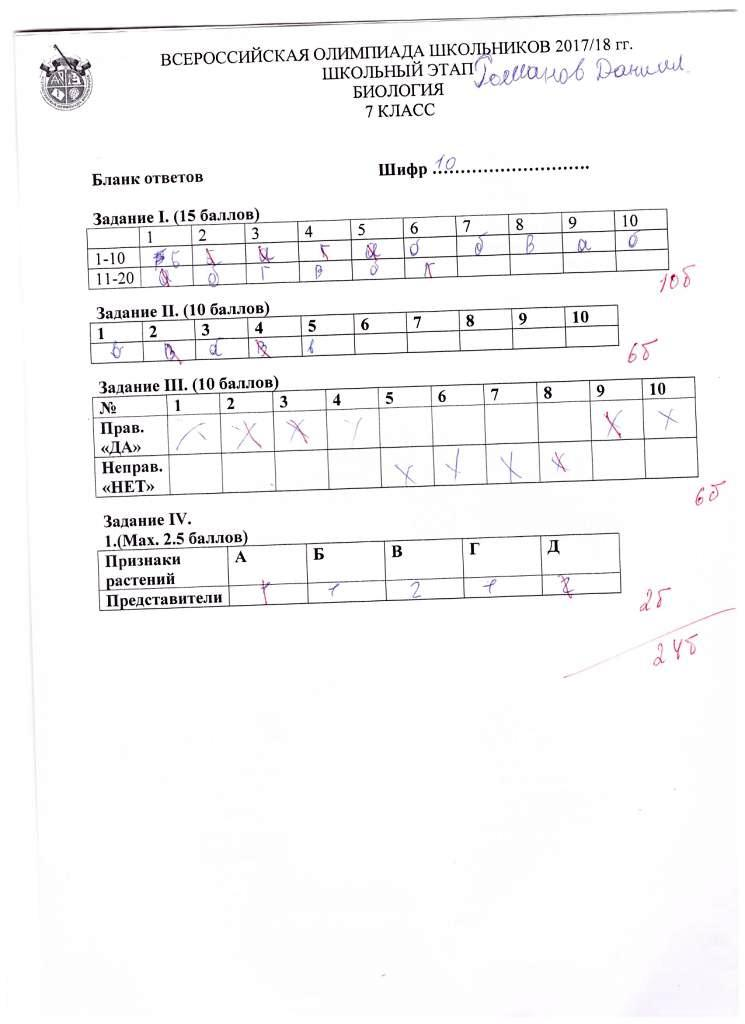 ВСЕРОССИЙСКАЯ ОЛИМПИАДА ШКОЛЬНИКОВ 2017/18 гг.
ШКОЛЬНЫЙ ЭТАП
Данилл
БИОЛОГИЯ
7 КЛАСС
Бланк ответов
Шифр 10 ……………………….
Задание I. (15 баллов)
1 2 3 4 5 6 7 8 9 10
1-10 Б г б б В а б
11-20 а б г в б г
10б
Задание II. (10 баллов)
1 2 3 4 5 6 7 8 9 10
в в
6б
Задание III. (10 баллов)
№ 1 2 3 4 5 6 7 8 9 10
Прав. «ДА» X X X X
Неправ. «НЕТ» X X X X
6б
Задание IV.
1.(Max. 2.5 баллов)
Признаки растений А Б В Г Д
Представители 1 1 2 1
2б
24б